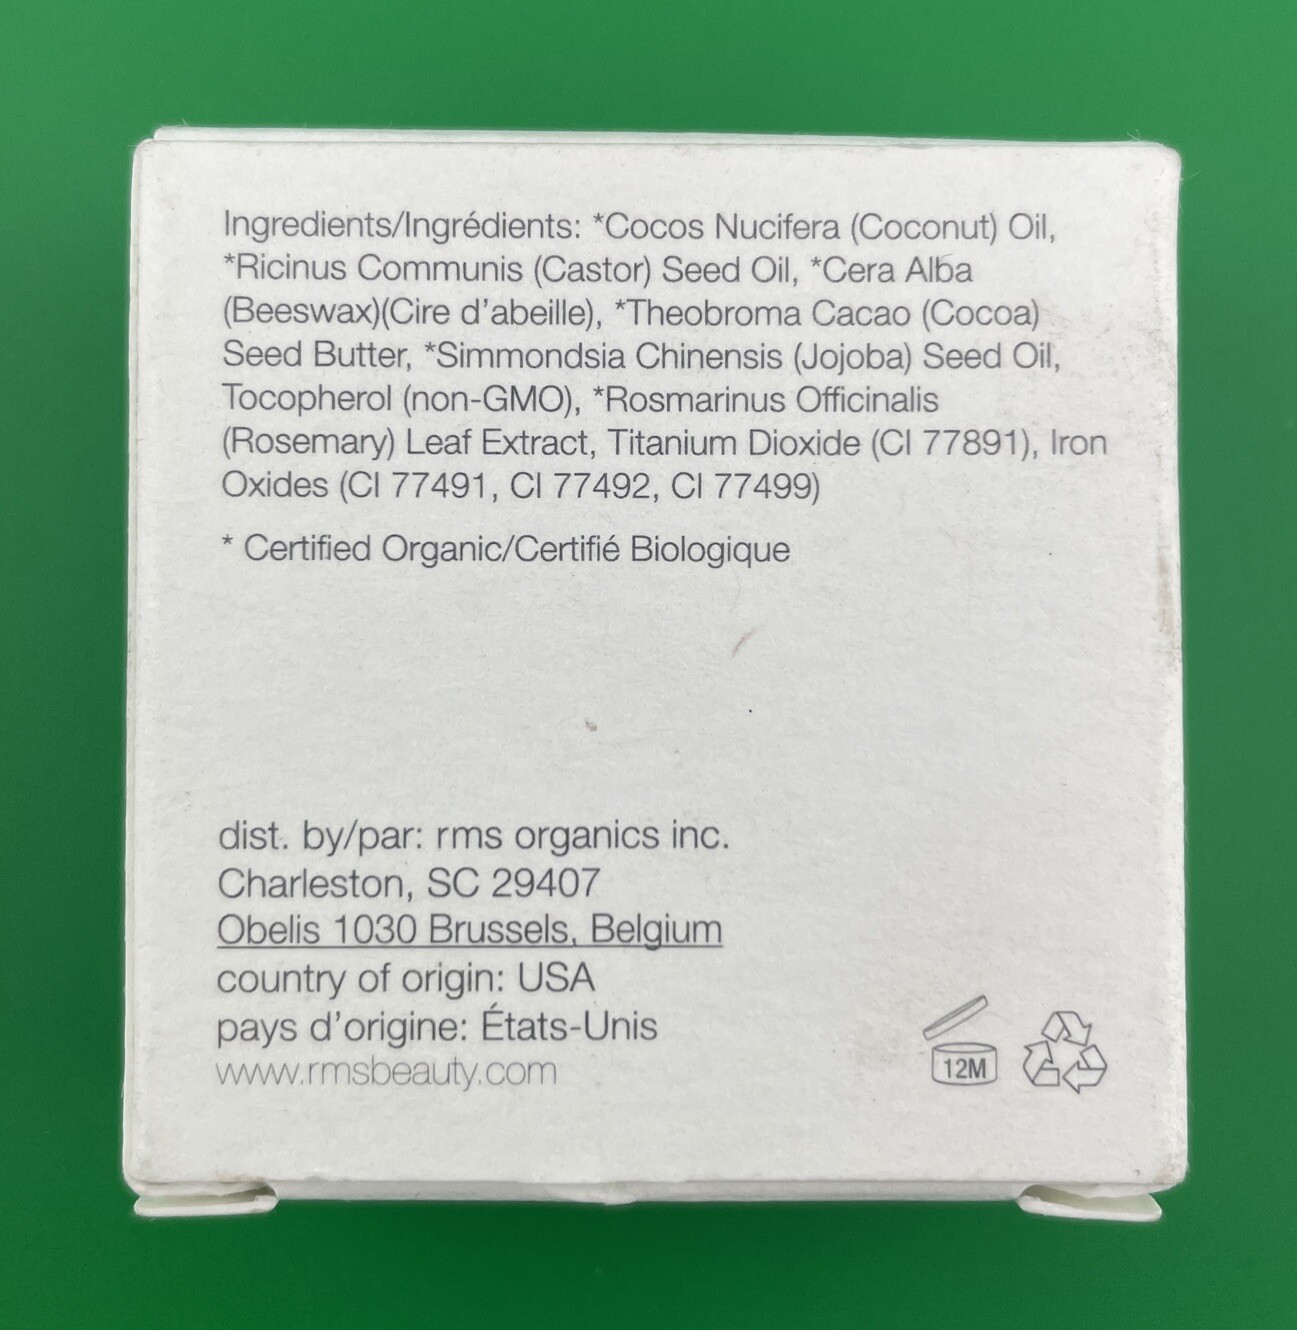 Ingredients/Ingrédients: *Cocos Nucifera (Coconut) Oil,
*Ricinus Communis (Castor) Seed Oil, *Cera Alba
(Beeswax)(Cire d'abeille), *Theobroma Cacao (Cocoa)
Seed Butter, *Simmondsia Chinensis (Jojoba) Seed Oil,
Tocopherol (non-GMO), *Rosmarinus Officinalis
(Rosemary) Leaf Extract, Titanium Dioxide (CI 77891), Iron
Oxides (CI 77491, CI 77492, CI 77499)
* Certified Organic/Certifié Biologique
dist. by/par: rms organics inc.
Charleston, SC 29407
Obelis 1030 Brussels, Belgium
country of origin: USA
pays d'origine: États-Unis
www.rmsbeauty.com
12M